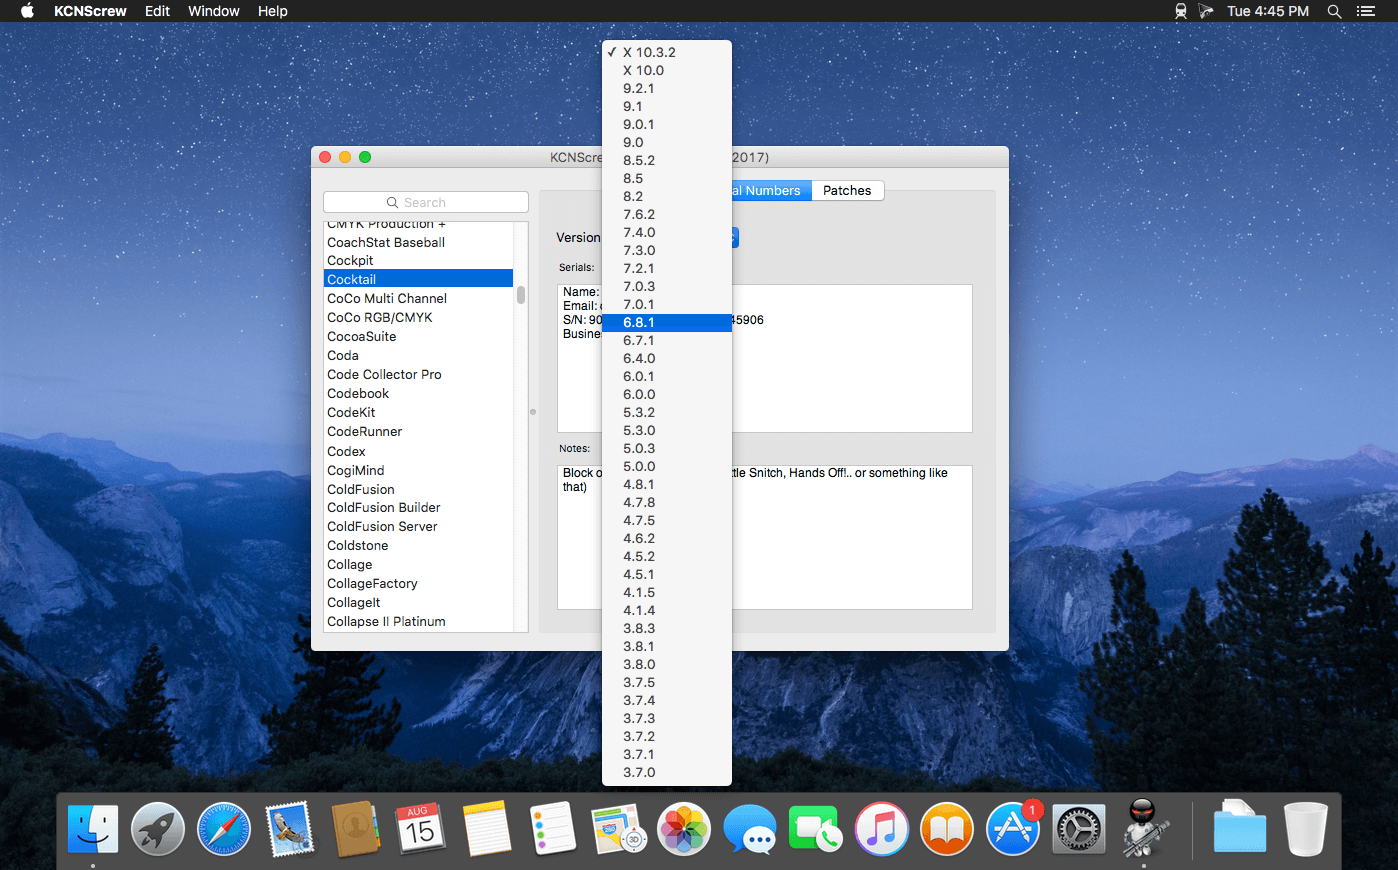 KCNScrew Edit Window Help
Tue 4:45 PM
✓ X 10.3.2
X 10.0
9.2.1
9.1
9.0.1
9.0
8.5.2
8.5
8.2
7.6.2
7.4.0
7.3.0
7.2.1
7.0.3
7.0.1
6.8.1
6.7.1
6.4.0
6.0.1
6.0.0
5.3.2
5.3.0
5.0.3
5.0.0
4.8.1
4.7.8
4.7.5
4.6.2
4.5.2
4.5.1
4.1.5
4.1.4
3.8.3
3.8.1
3.8.0
3.7.5
3.7.4
3.7.3
3.7.2
3.7.1
3.7.0
KCNScre 2017)
al Numbers Patches
Search
CMYK Production +
CoachStat Baseball
Cockpit
Cocktail
CoCo Multi Channel
CoCo RGB/CMYK
CocoaSuite
Coda
Code Collector Pro
Codebook
CodeKit
CodeRunner
Codex
CogiMind
ColdFusion
ColdFusion Builder
ColdFusion Server
Coldstone
Collage
CollageFactory
CollageIt
Collapse II Platinum
Version
Serials:
Name:
Email:
S/N: 90 45906
Busine
Notes:
Block o tle Snitch, Hands Off!.. or something like
that)
AUG
15
280
3D
1